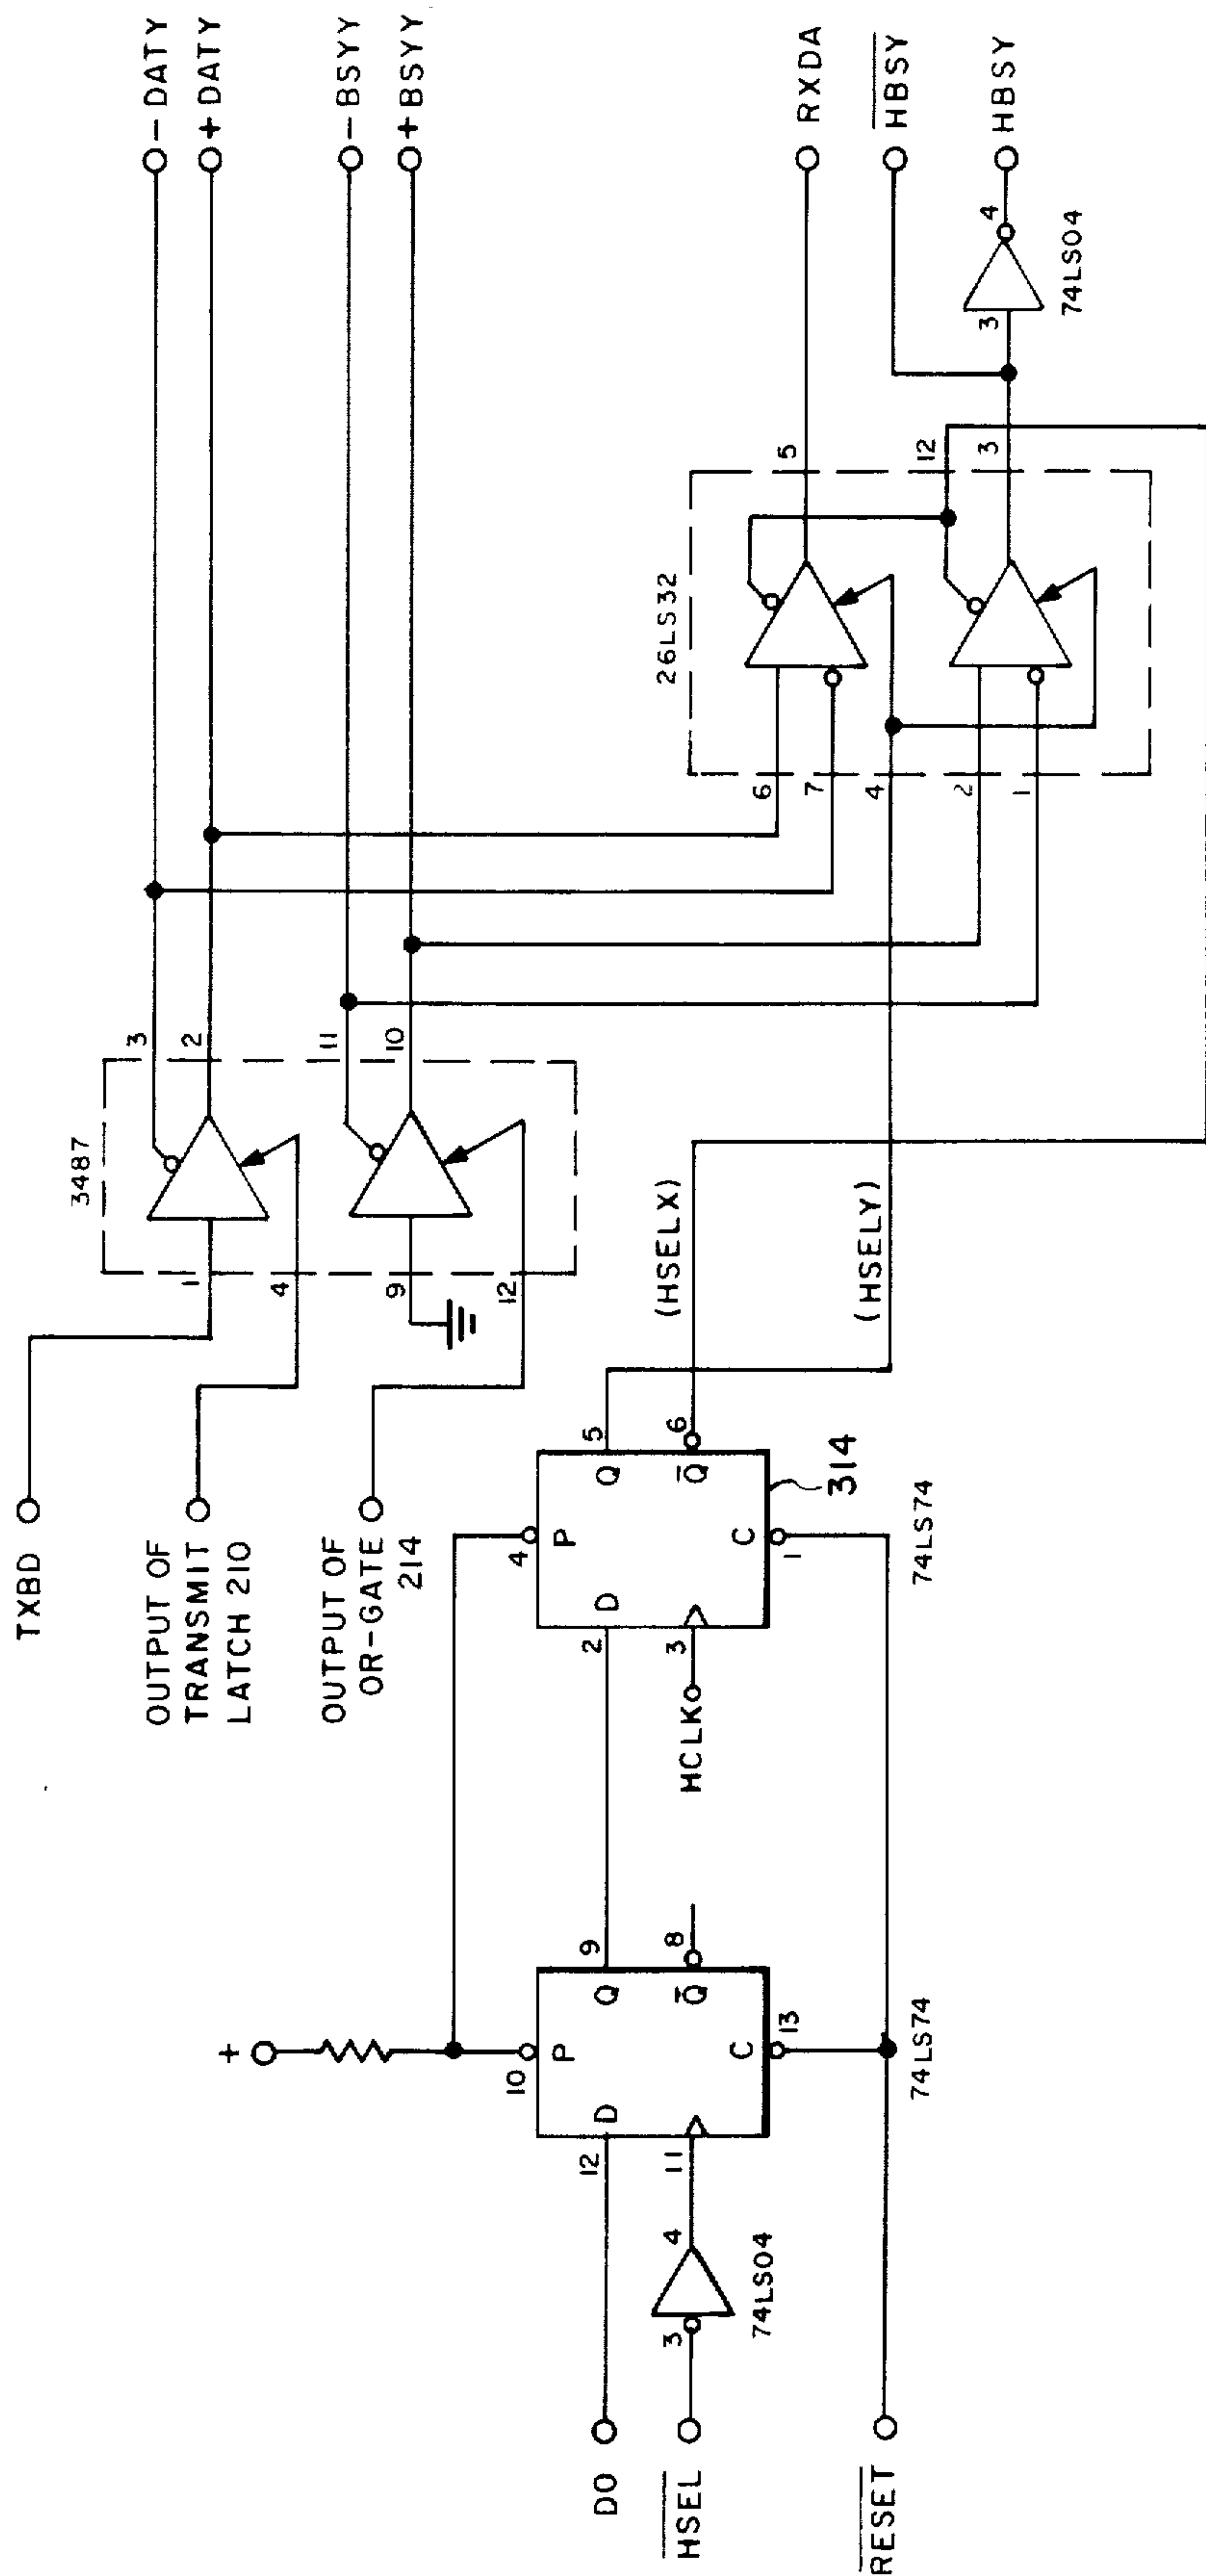 TXBD
OUTPUT OF
TRANSMIT
LATCH 210
OUTPUT OF
OR-GATE
214
3487
1
4
9
12
3
2
11
10
-DATY
+DATY
-BSYY
+BSYY
+
D0
HSEL
RESET
3
4
74LS04
12
11
10
13
9
8
D
P
C
Q
Q
74LS74
HCLK
2
3
4
1
5
6
D
P
C
Q
Q
314
74LS74
(HSELX)
(HSELY)
26LS32
6
7
4
2
1
5
12
3
3
4
74LS04
RXDA
HBSY
HBSY